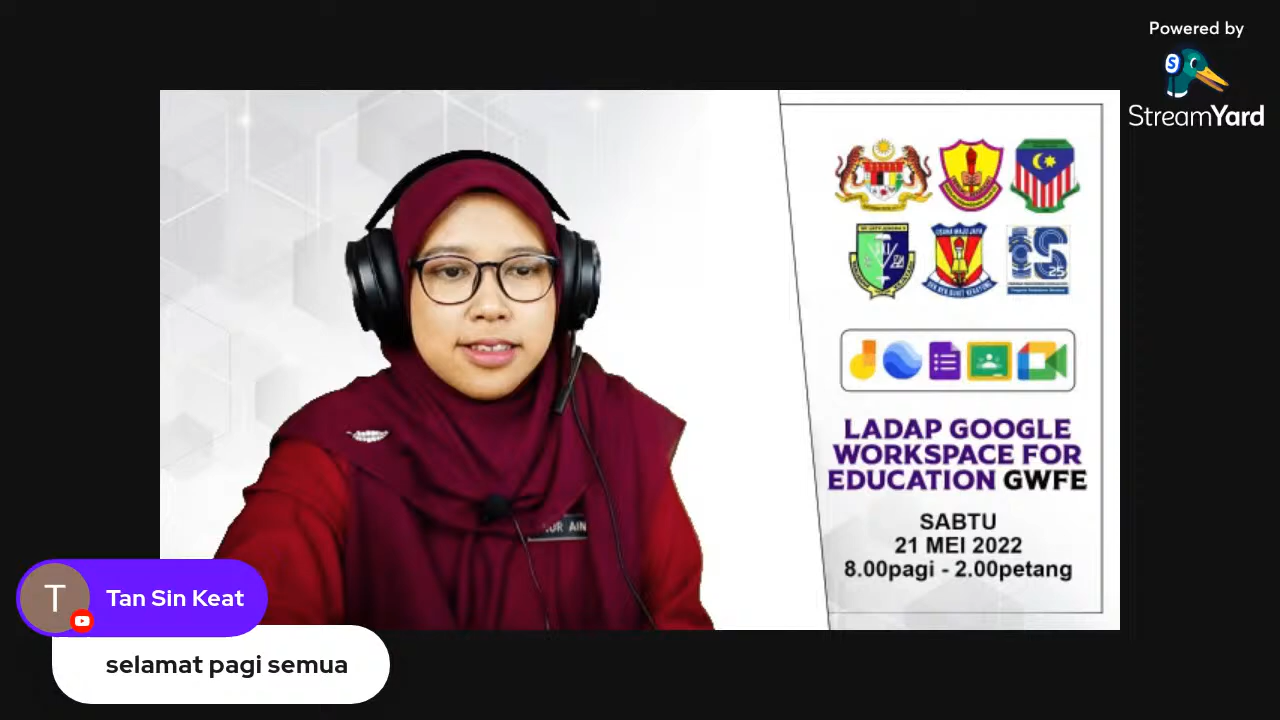 Powered by
StreamYard
LADAP GOOGLE
WORKSPACE FOR
EDUCATION GWFE
SABTU
21 MEI 2022
8.00pagi - 2.00petang
AIN
T
Tan Sin Keat
selamat pagi semua